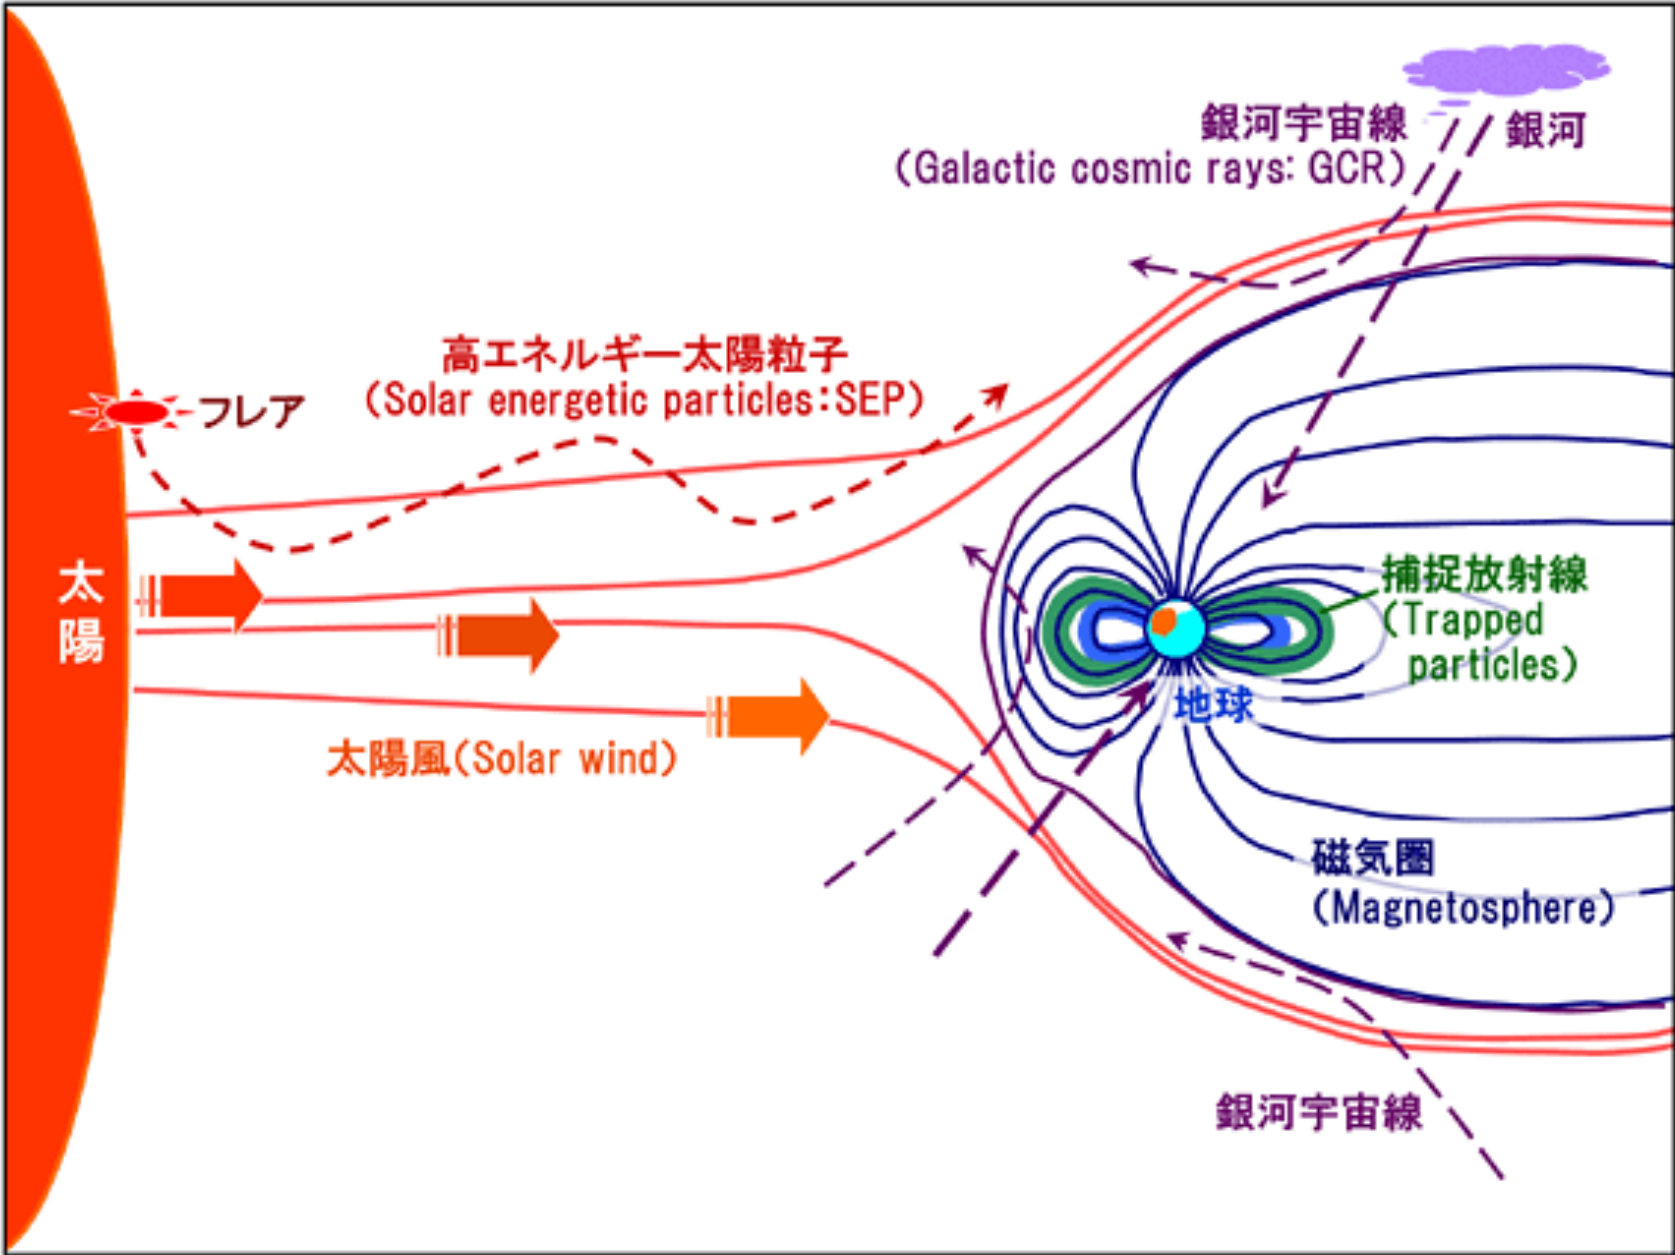 銀河宇宙線
(Galactic cosmic rays: GCR)
銀河
高エネルギー太陽粒子
(Solar energetic particles:SEP)
フレア
太
陽
捕捉放射線
(Trapped
particles)
地球
太陽風(Solar wind)
磁気圏
(Magnetosphere)
銀河宇宙線